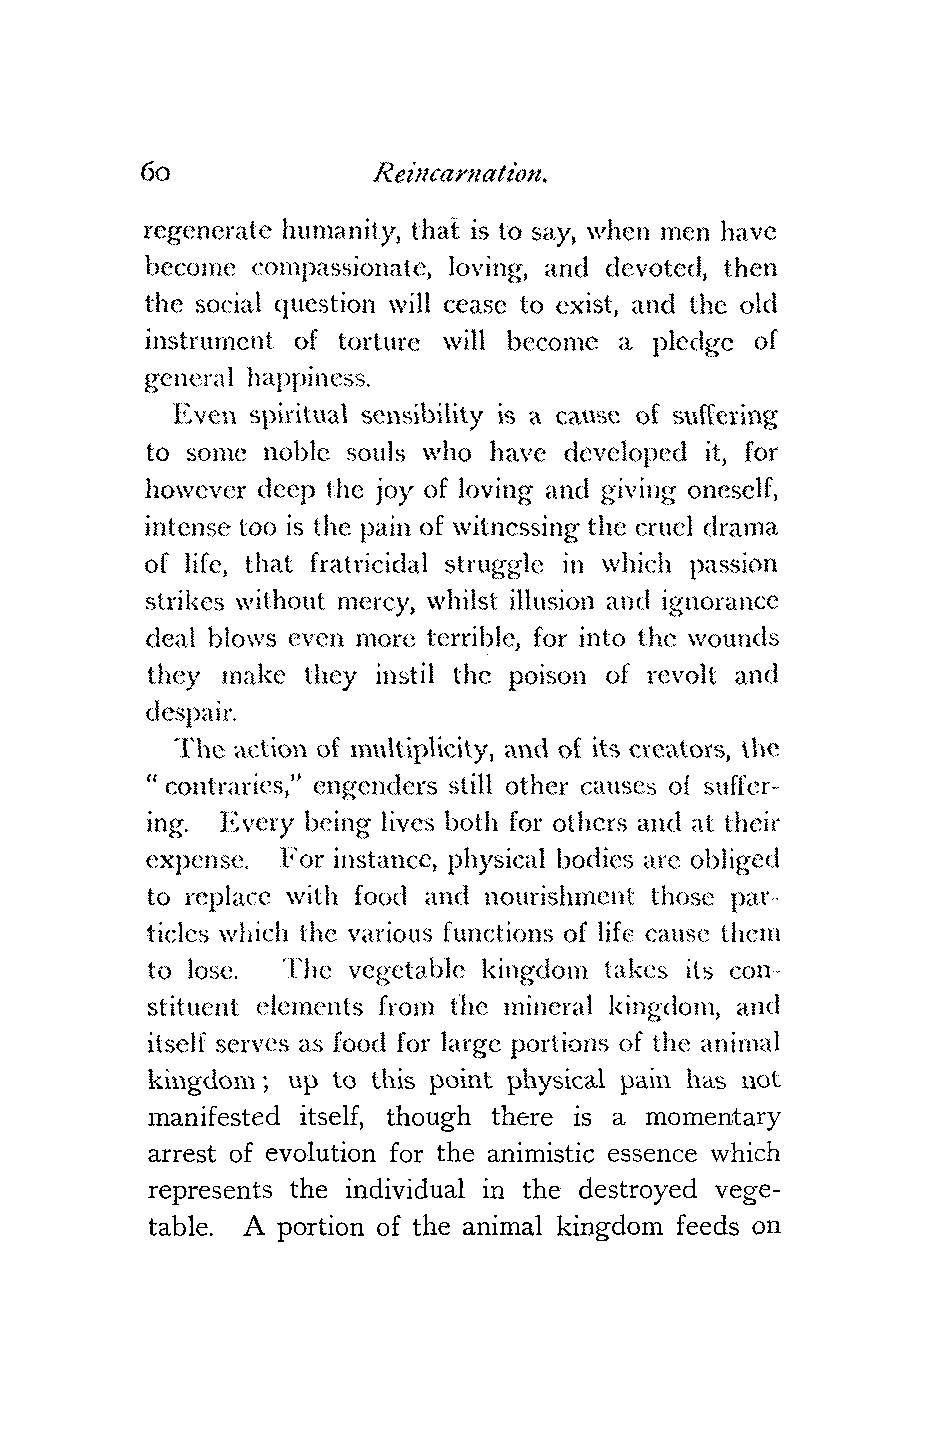 60 Reincarnation.
regenerate humanity, that is to say, when men have
become compassionate, loving, and devoted, then
the social question will cease to exist, and the old
instrument of torture will become a pledge of
general happiness.
Even spiritual sensibility is a cause of suffering
to some noble souls who have developed it, for
however deep the joy of loving and giving oneself,
intense too is the pain of witnessing the cruel drama
of life, that fratricidal struggle in which passion
strikes without mercy, whilst illusion and ignorance
deal blows even more terrible, for into the wounds
they make they instil the poison of revolt and
despair.
The action of multiplicity, and of its creators, the
“ contraries,” engenders still other causes of suffer-
ing. Every being lives both for others and at their
expense. For instance, physical bodies are obliged
to replace with food and nourishment those par-
ticles which the various functions of life cause them
to lose. The vegetable kingdom takes its con-
stituent elements from the mineral kingdom, and
itself serves as food for large portions of the animal
kingdom ; up to this point physical pain has not
manifested itself, though there is a momentary
arrest of evolution for the animistic essence which
represents the individual in the destroyed vege-
table. A portion of the animal kingdom feeds on